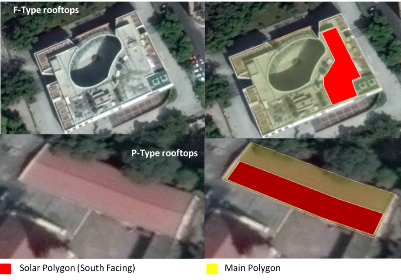 F-Type rooftops
P-Type rooftops
Solar Polygon (South Facing)
Main Polygon